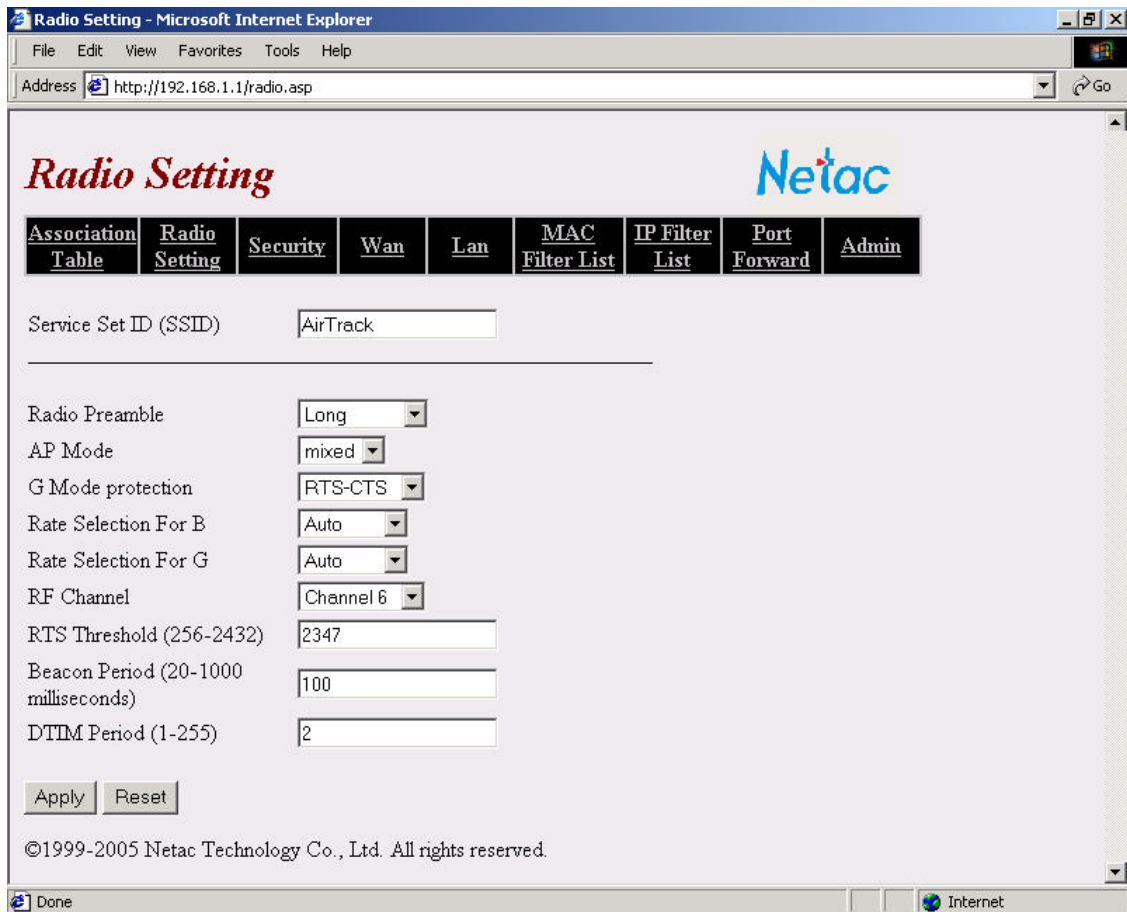 Radio Setting - Microsoft Internet Explorer
File Edit View Favorites Tools Help
Address http://192.168.1.1/radio.asp Go
Radio Setting
Netac
Association Table Radio Setting Security Wan Lan MAC Filter List IP Filter List Port Forward Admin
Service Set ID (SSID) AirTrack
Radio Preamble Long
AP Mode mixed
G Mode protection RTS-CTS
Rate Selection For B Auto
Rate Selection For G Auto
RF Channel Channel 6
RTS Threshold (256-2432) 2347
Beacon Period (20-1000 milliseconds) 100
DTIM Period (1-255) 2
Apply Reset
©1999-2005 Netac Technology Co., Ltd. All rights reserved.
Done Internet